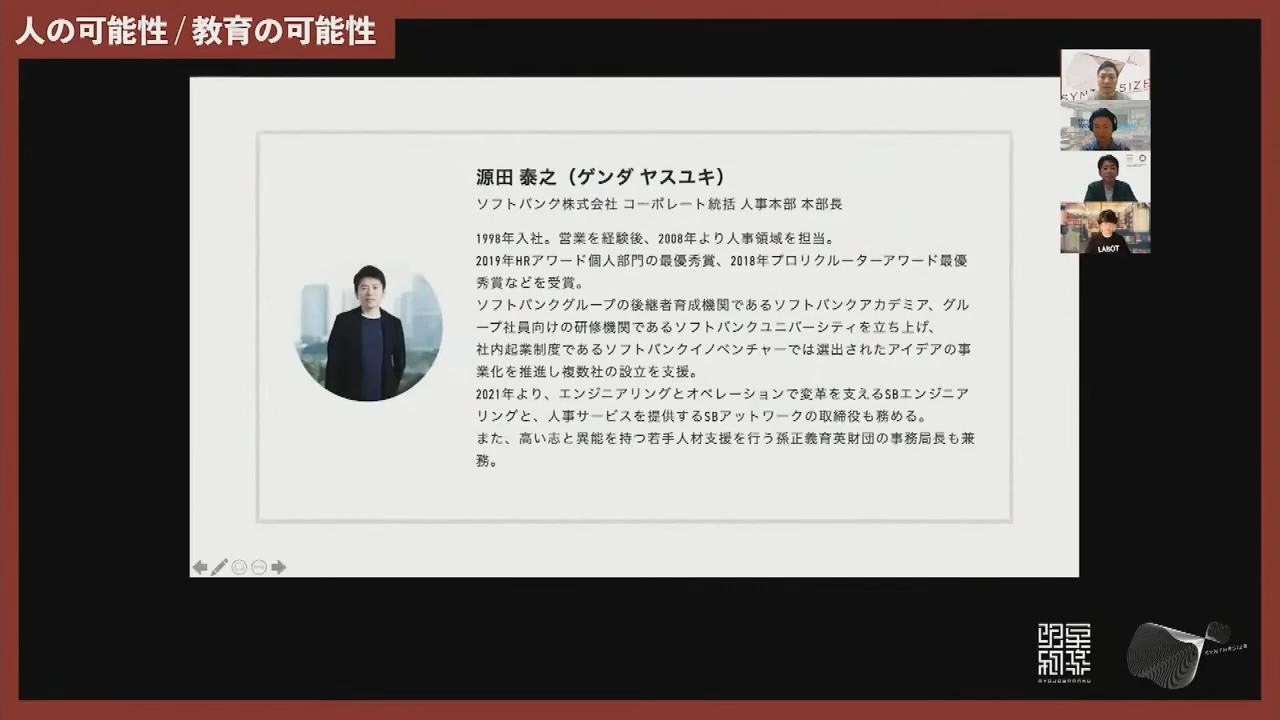 人の可能性 / 教育の可能性
源田 泰之（ゲンダ ヤスユキ）
ソフトバンク株式会社 コーポレート統括 人事本部 本部長
1998年入社。営業を経験後、2008年より人事領域を担当。
2019年HRアワード個人部門の最優秀賞、2018年プロリクルーターアワード最優
秀賞などを受賞。
ソフトバンクグループの後継者育成機関であるソフトバンクアカデミア、グル
ープ社員向けの研修機関であるソフトバンクユニバーシティを立ち上げ、
社内起業制度であるソフトバンクイノベンチャーでは選出されたアイデアの事
業化を推進し複数社の設立を支援。
2021年より、エンジニアリングとオペレーションで変革を支えるSBエンジニア
リングと、人事サービスを提供するSBアットワークの取締役も務める。
また、高い志と異能を持つ若手人材支援を行う孫正義育英財団の事務局長も兼
務。
LABOT
SYNTHESIZE